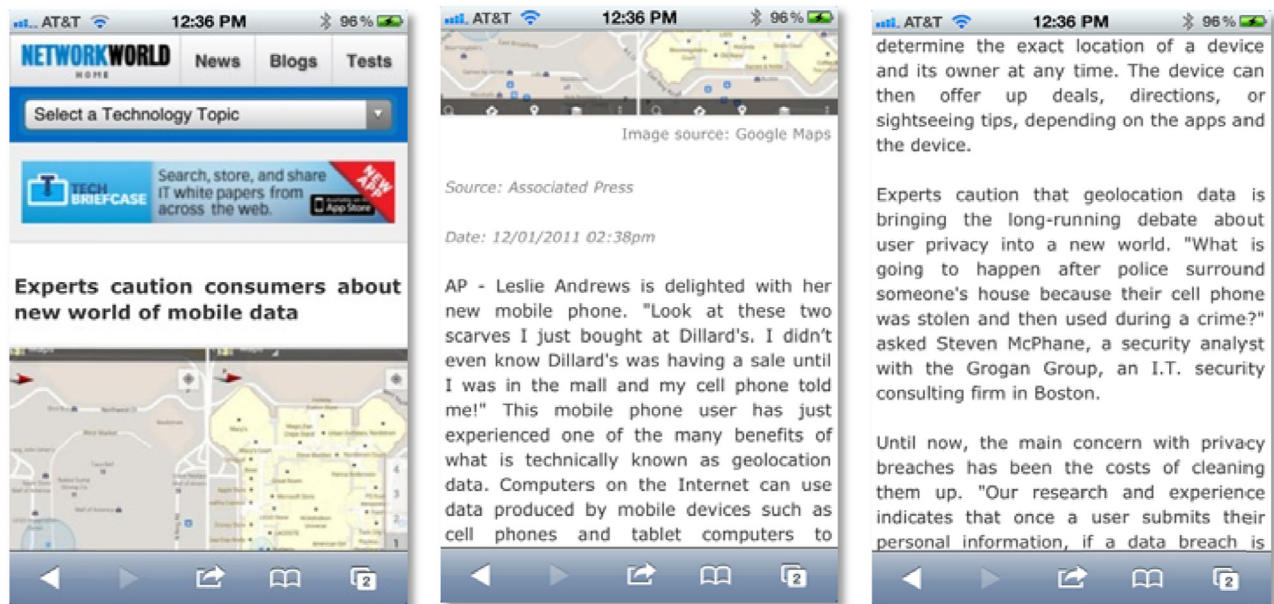 AT&T 12:36 PM 96%
NETWORKWORLD
HOME
News Blogs Tests
Select a Technology Topic
TECH
BRIEFCASE
Search, store, and share
IT white papers from
across the web.
NEW
APP
App Store
Experts caution consumers about
new world of mobile data
AT&T 12:36 PM 96%
Image source: Google Maps
Source: Associated Press
Date: 12/01/2011 02:38pm
AP - Leslie Andrews is delighted with her
new mobile phone. "Look at these two
scarves I just bought at Dillard's. I didn't
even know Dillard's was having a sale until
I was in the mall and my cell phone told
me!" This mobile phone user has just
experienced one of the many benefits of
what is technically known as geolocation
data. Computers on the Internet can use
data produced by mobile devices such as
cell phones and tablet computers to
2
AT&T 12:36 PM 96%
determine the exact location of a device
and its owner at any time. The device can
then offer up deals, directions, or
sightseeing tips, depending on the apps and
the device.
Experts caution that geolocation data is
bringing the long-running debate about
user privacy into a new world. "What is
going to happen after police surround
someone's house because their cell phone
was stolen and then used during a crime?"
asked Steven McPhane, a security analyst
with the Grogan Group, an I.T. security
consulting firm in Boston.
Until now, the main concern with privacy
breaches has been the costs of cleaning
them up. "Our research and experience
indicates that once a user submits their
personal information, if a data breach is
2